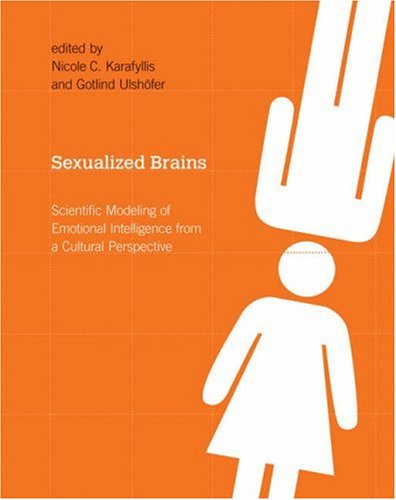 edited by
Nicole C. Karafyllis
and Gotlind Ulshöfer
Sexualized Brains
Scientific Modeling of
Emotional Intelligence from
a Cultural Perspective